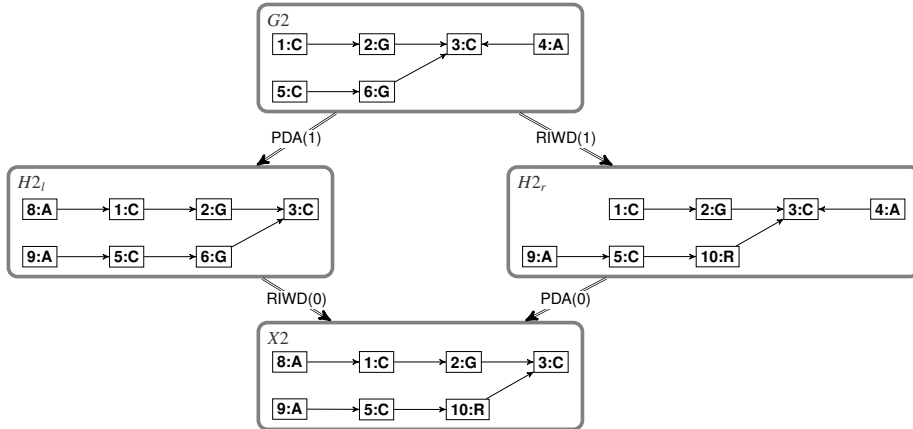 G2
1:C 2:G 3:C 4:A
5:C 6:G
PDA(1) RIWD(1)
H2l H2r
8:A 1:C 2:G 3:C 1:C 2:G 3:C 4:A
9:A 5:C 6:G 9:A 5:C 10:R
RIWD(0) PDA(0)
X2
8:A 1:C 2:G 3:C
9:A 5:C 10:R